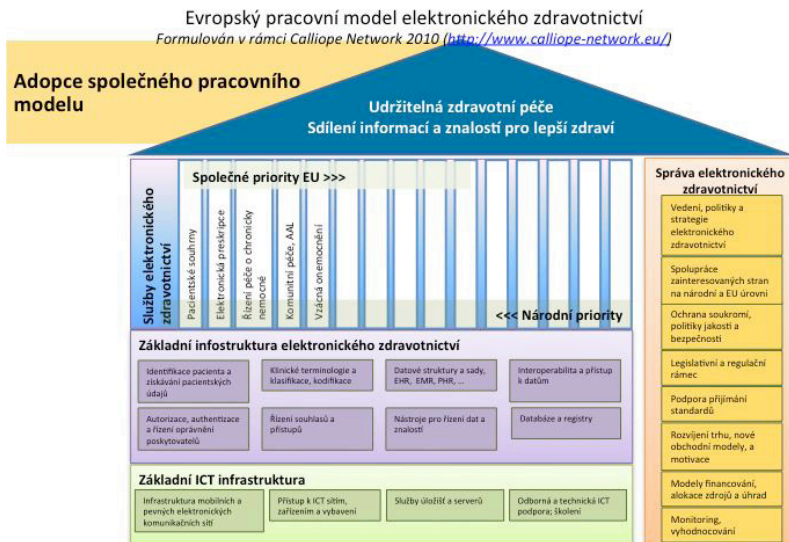 Evropský pracovní model elektronického zdravotnictví
Formulován v rámci Calliope Network 2010 (http://www.calliope-network.eu/)
Adopce společného pracovního
modelu
Udržitelná zdravotní péče
Sdílení informací a znalostí pro lepší zdraví
Služby elektronického
zdravotnictví
Společné priority EU >>>
Pacientské souhrny
Elektronická preskripce
Řízení péče o chronicky
nemocné
Komunitní péče, AAL
Vzácná onemocnění
<<< Národní priority
Základní infostruktura elektronického zdravotnictví
Identifikace pacienta a
získávání pacientských
údajů
Klinické terminologie a
klasifikace, kodifikace
Datové struktury a sady,
EHR, EMR, PHR, ...
Interoperabilita a přístup
k datům
Autorizace, authentizace
a řízení oprávnění
poskytovatelů
Řízení souhlasů a
přístupů
Nástroje pro řízení dat a
znalostí
Databáze a registry
Základní ICT infrastruktura
Infrastruktura mobilních a
pevných elektronických
komunikačních sítí
Přístup k ICT sítím,
zařízením a vybavení
Služby úložišť a serverů
Odborná a technická ICT
podpora; školení
Správa elektronického
zdravotnictví
Vedení, politiky a
strategie
elektronického
zdravotnictví
Spolupráce
zainteresovaných stran
na národní a EU úrovni
Ochrana soukromí,
politiky jakosti a
bezpečnosti
Legislativní a regulační
rámec
Podpora přijímání
standardů
Rozvíjení trhu, nové
obchodní modely, a
motivace
Modely financování,
alokace zdrojů a úhrad
Monitoring,
vyhodnocování